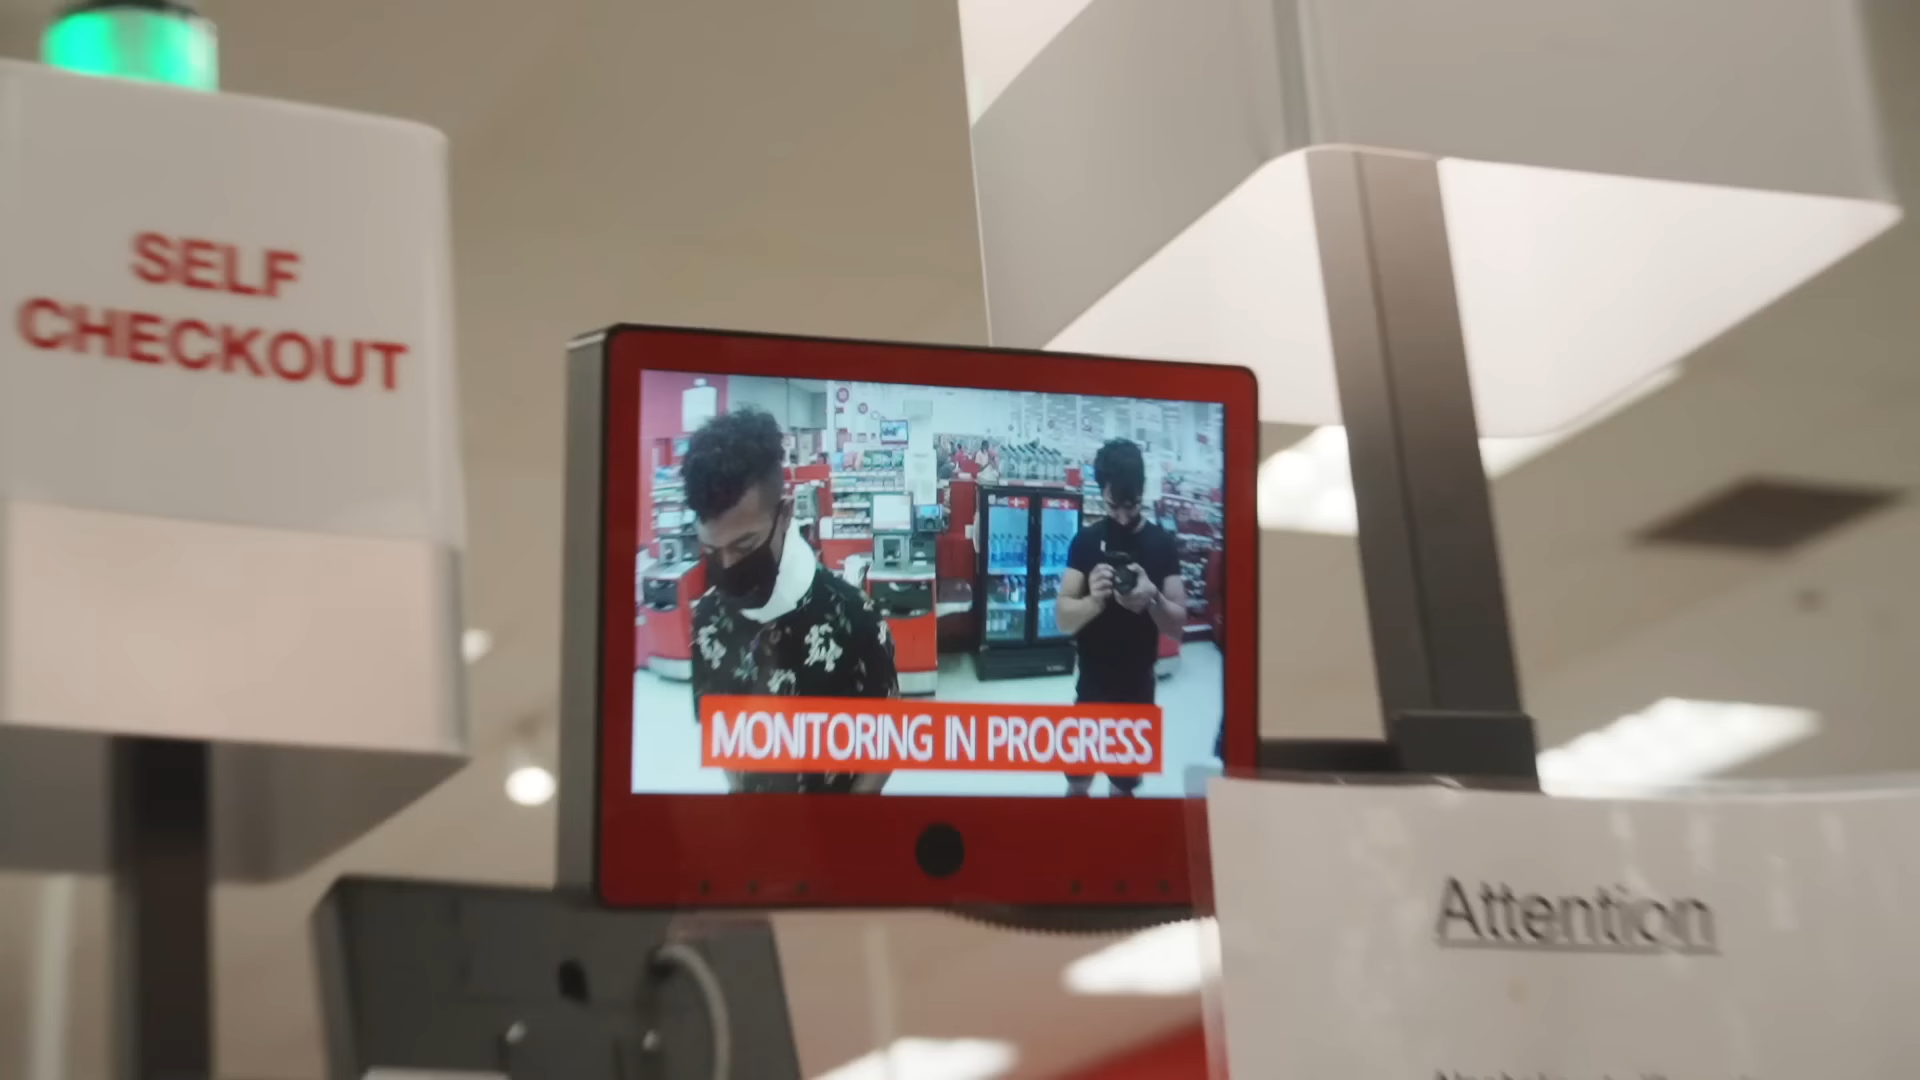 SELF
CHECKOUT
MONITORING IN PROGRESS
Attention